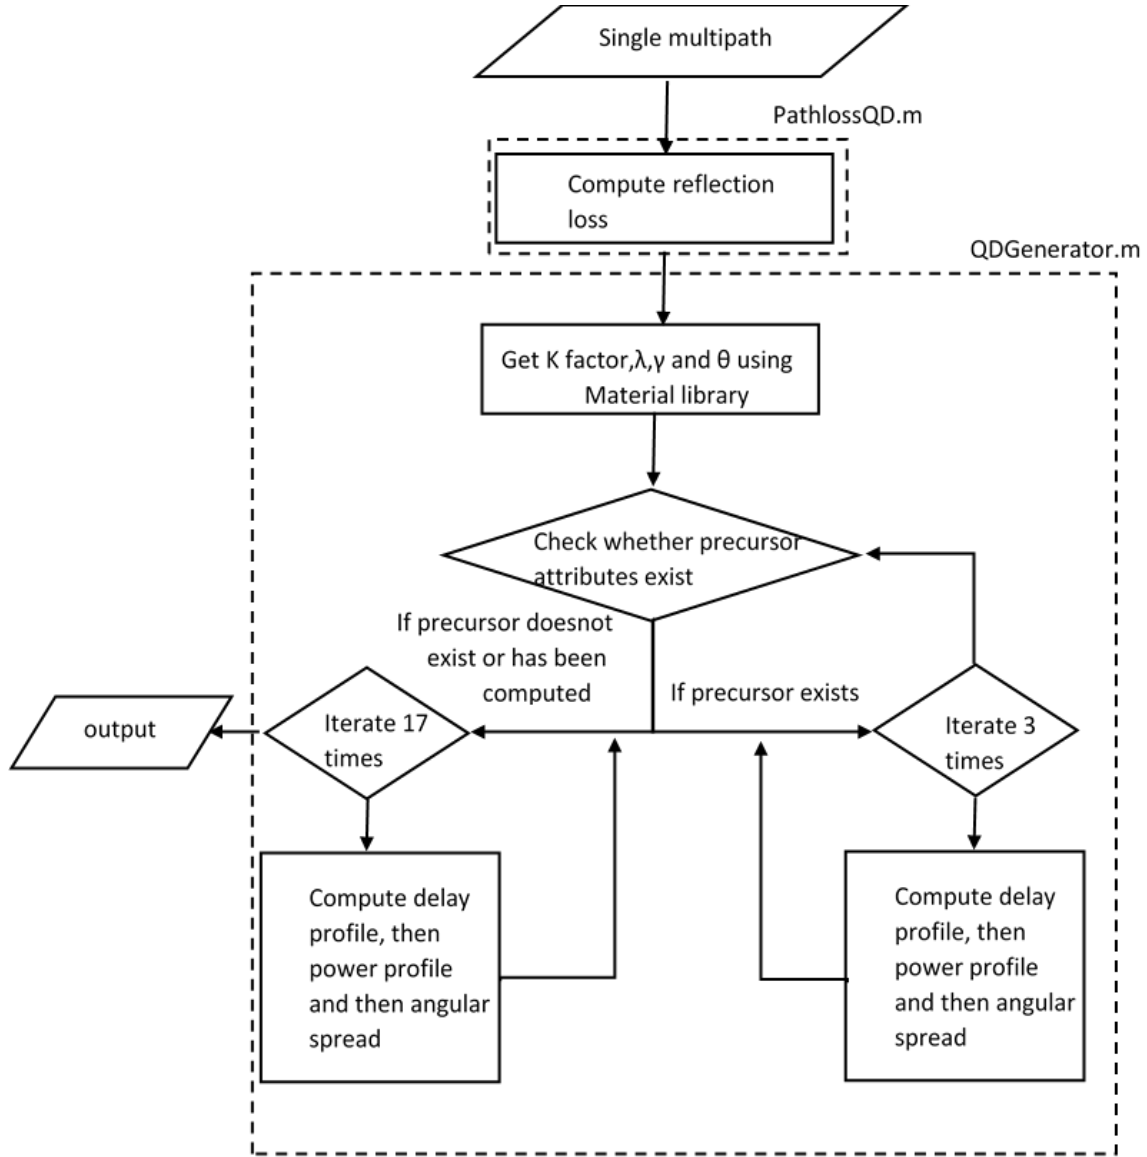 Single multipath
PathlossQD.m
Compute reflection
loss
QDGenerator.m
Get K factor,λ,γ and θ using
Material library
Check whether precursor
attributes exist
If precursor doesnot
exist or has been
computed
If precursor exists
output
Iterate 17
times
Iterate 3
times
Compute delay
profile, then
power profile
and then angular
spread
Compute delay
profile, then
power profile
and then angular
spread